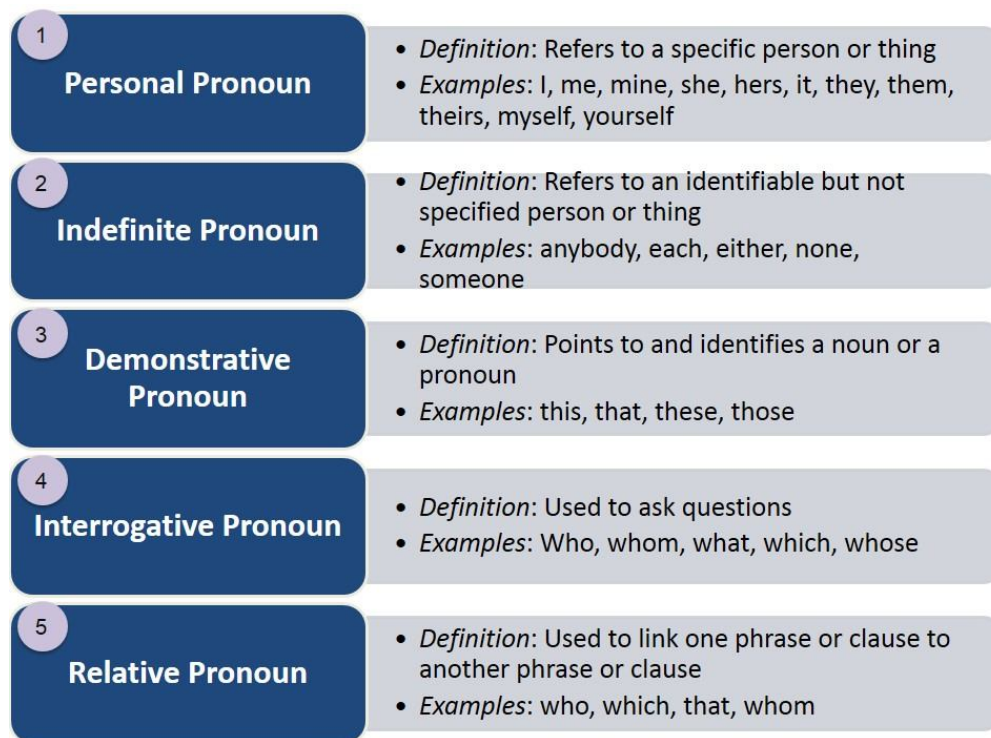 1
Personal Pronoun
• Definition: Refers to a specific person or thing
• Examples: I, me, mine, she, hers, it, they, them,
theirs, myself, yourself
2
Indefinite Pronoun
• Definition: Refers to an identifiable but not
specified person or thing
• Examples: anybody, each, either, none,
someone
3
Demonstrative
Pronoun
• Definition: Points to and identifies a noun or a
pronoun
• Examples: this, that, these, those
4
Interrogative Pronoun
• Definition: Used to ask questions
• Examples: Who, whom, what, which, whose
5
Relative Pronoun
• Definition: Used to link one phrase or clause to
another phrase or clause
• Examples: who, which, that, whom